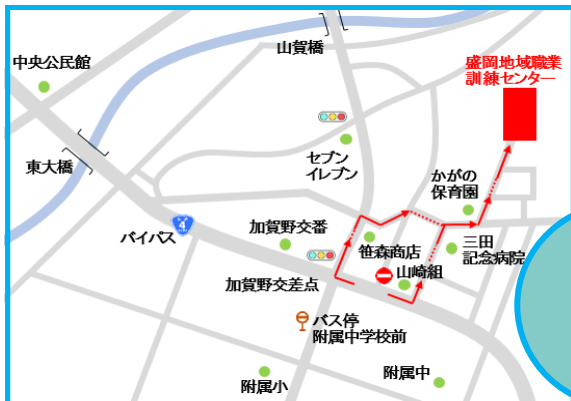 山賀橋
中央公民館
盛岡地域職業
訓練センター
セブン
イレブン
東大橋
かがの
保育園
4
バイパス
加賀野交番
笹森商店
三田
記念病院
山崎組
加賀野交差点
バス停
附属中学校前
附属小
附属中